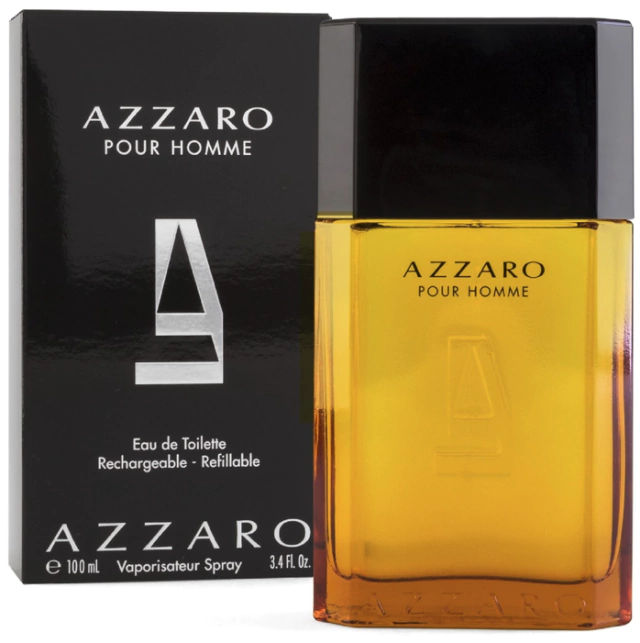 AZZARO
POUR HOMME
Eau de Toilette
Rechargeable - Refillable
AZZARO
e 100 mL Vaporisateur Spray 3.4 Fl. Oz.
AZZARO
POUR HOMME
AZZARO